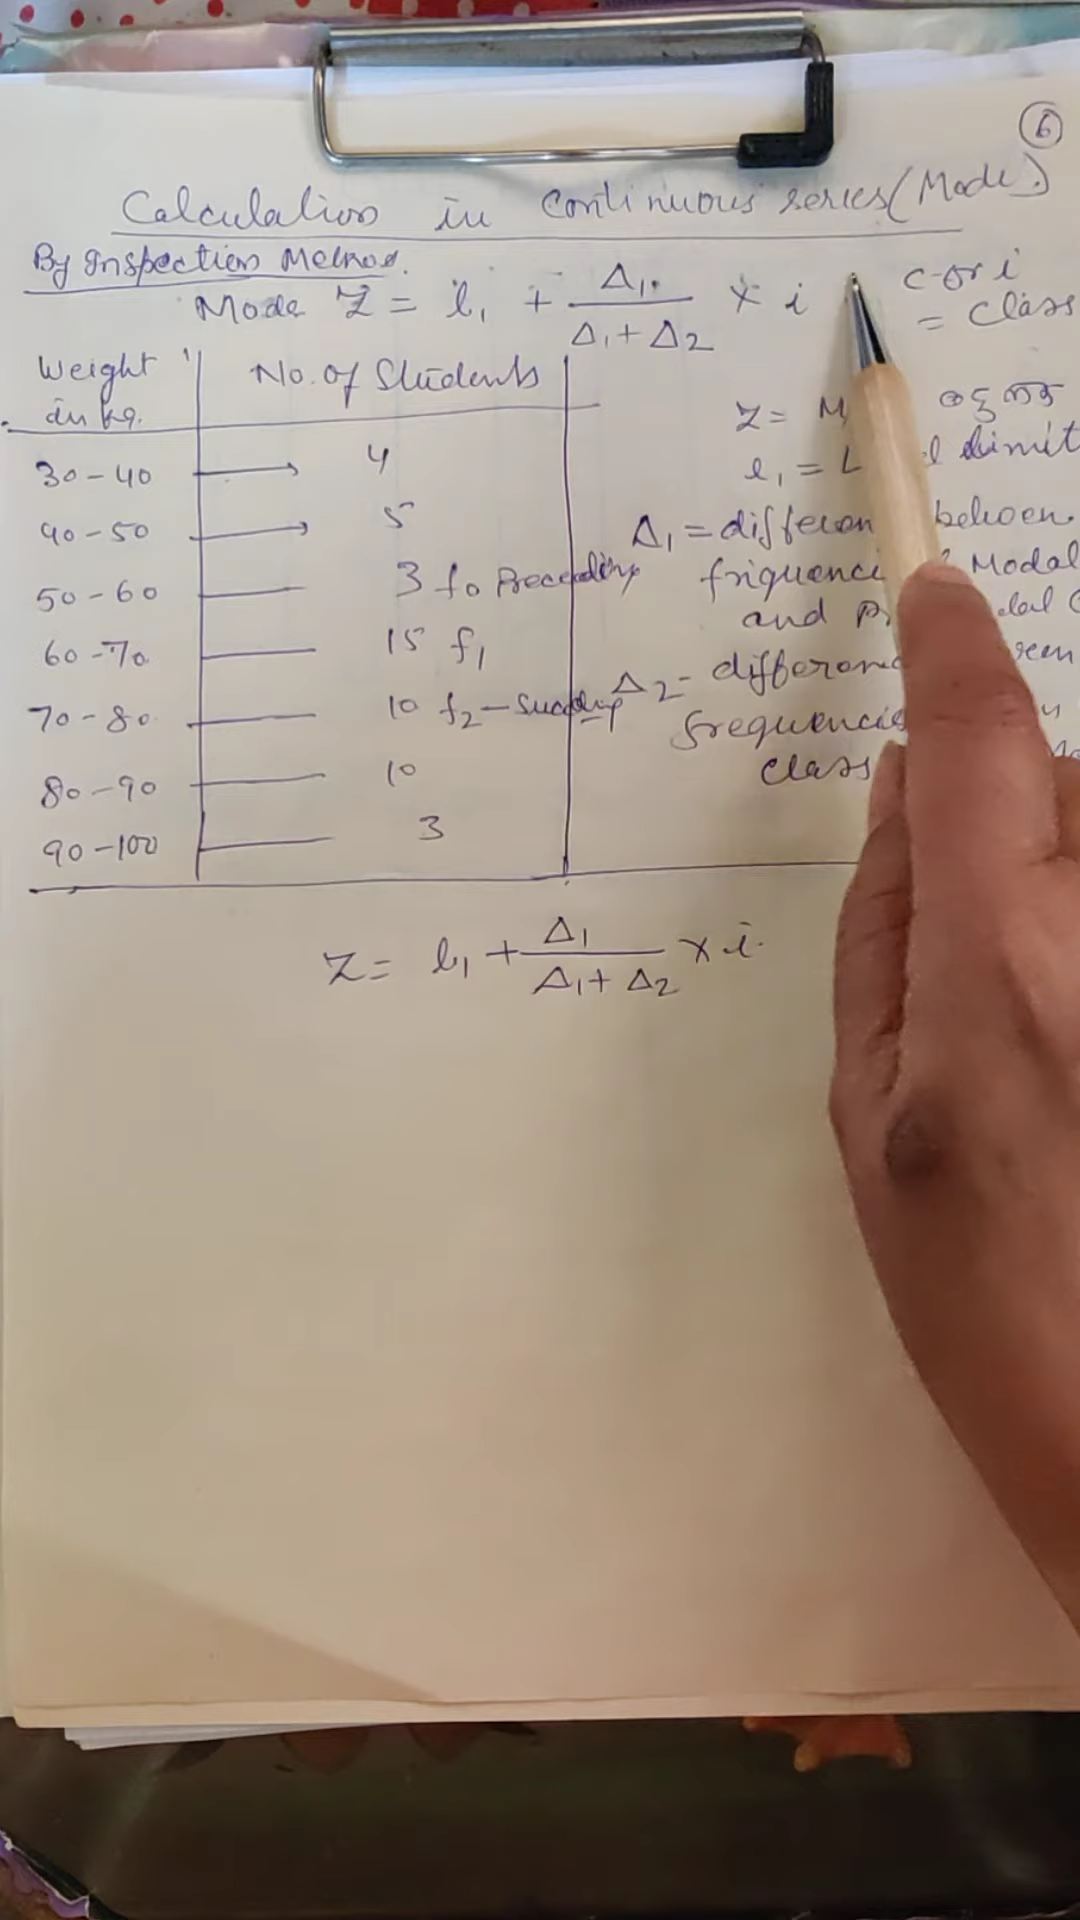 6
Calculation in Continuous series (Mode)
By Inspection Method.
Mode Z = l₁ + Δ₁ / Δ₁ + Δ₂ × i
c or i
= class
Weight in kg.
No. of Students
30-40 4
40-50 5
50-60 3 f₀ Preceding
60-70 15 f₁
70-80 10 f₂ - Succeding
80-90 10
90-100 3
Z =
l₁ = L
limit
Δ₁ = differen between
friquenci Modal
and
Δ₂ - differenc
frequencie
class
Z = l₁ + Δ₁ / Δ₁ + Δ₂ × i